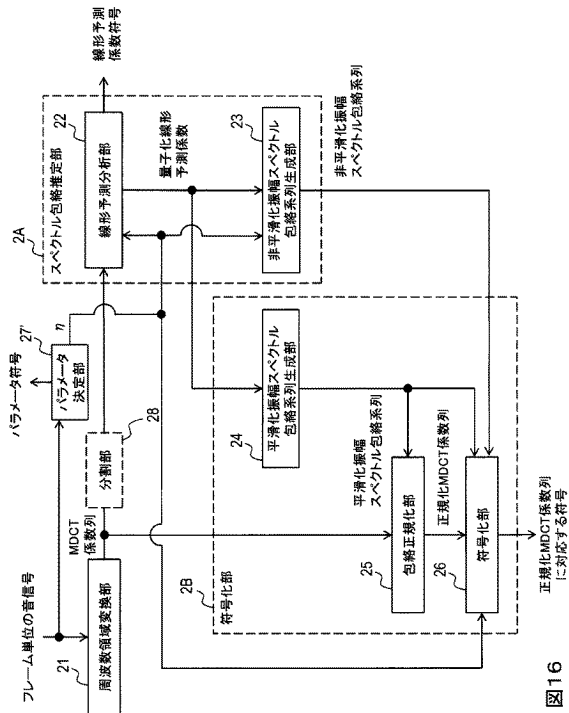 フレーム単位の音信号
21
周波数領域変換部
MDCT
係数列
28
分割部
パラメータ符号
27'
パラメータ
決定部
η
2A
スペクトル包絡推定部
22
線形予測分析部
線形予測
係数符号
量子化線形
予測係数
23
非平滑化振幅スペクトル
包絡系列生成部
非平滑化振幅
スペクトル包絡系列
2B
符号化部
24
平滑化振幅スペクトル
包絡系列生成部
平滑化振幅
スペクトル包絡系列
25
包絡正規化部
正規化MDCT係数列
26
符号化部
正規化MDCT係数列
に対応する符号
図16